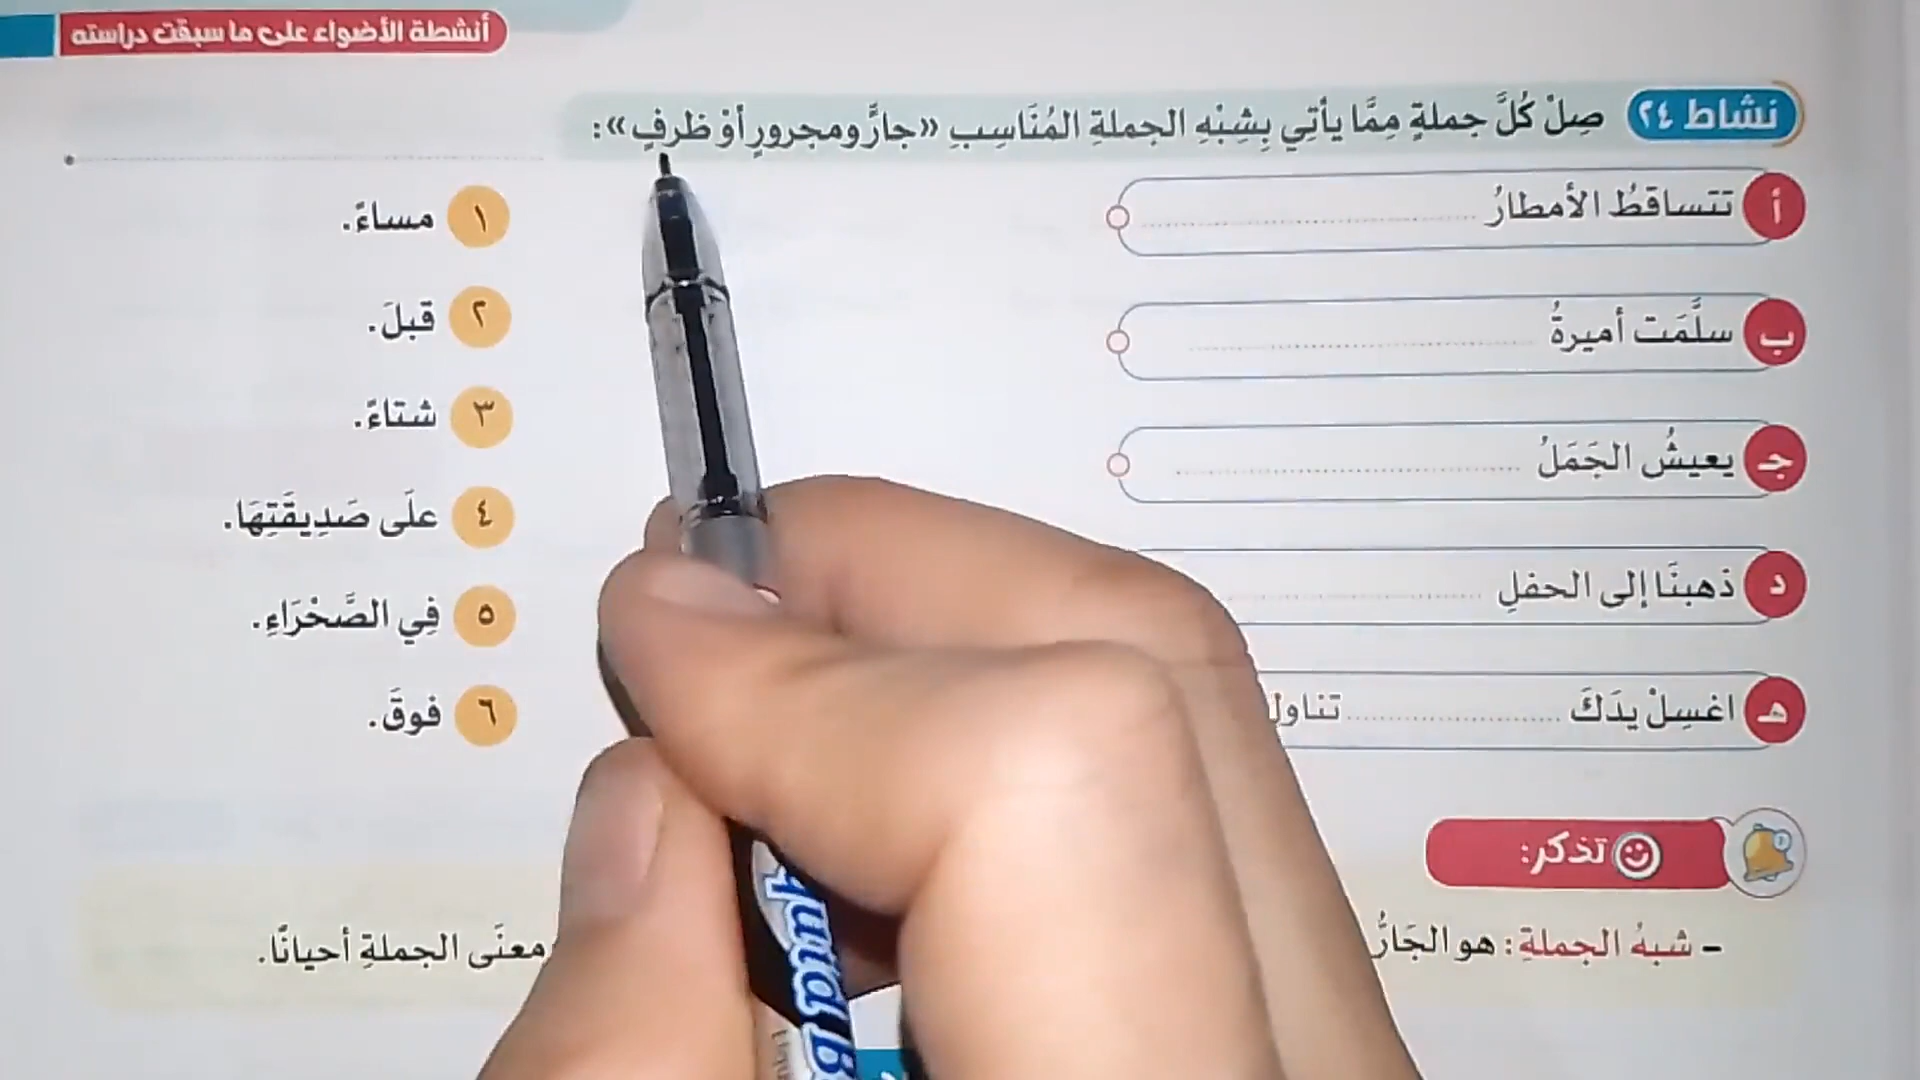 أنشطة الأضواء على ما سبقت دراسته
نشاط ٢٤ صِلْ كُلَّ جملةٍ مِمَّا يأتِي بِشِبْهِ الجملةِ المُنَاسِبِ «جارٍّ ومجرورٍ أوْ ظرفٍ»:
أ تتساقطُ الأمطارُ ....................
ب سلَّمَت أميرةُ ....................
جـ يعيشُ الجَمَلُ ....................
د ذهبنَا إلى الحفلِ ....................
هـ اغسِلْ يدَكَ .................... تناول
١ مساءً.
٢ قبلَ.
٣ شتاءً.
٤ علَى صَدِيقَتِهَا.
٥ فِي الصَّحْرَاءِ.
٦ فوقَ.
تذكر:
– شبهُ الجملةِ: هو الجَارُّ معنَى الجملةِ أحيانًا.